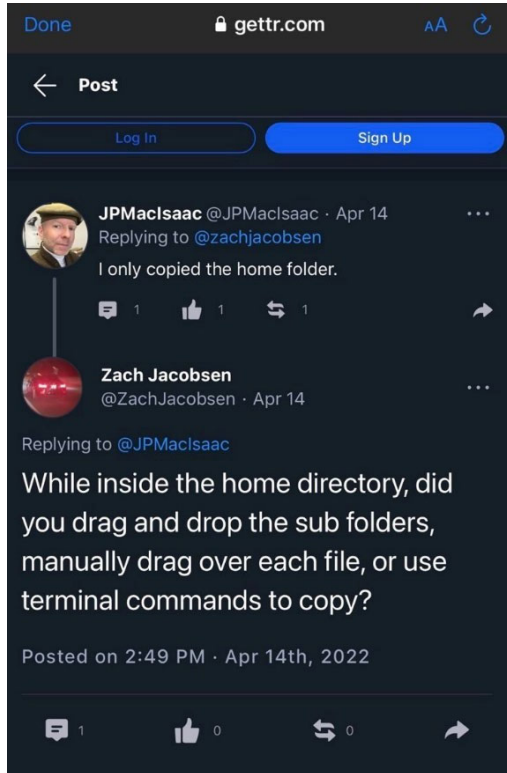 Done gettr.com AA
Post
Log In Sign Up
JPMacIsaac @JPMacIsaac · Apr 14
Replying to @zachjacobsen
I only copied the home folder.
1 1 1
Zach Jacobsen
@ZachJacobsen · Apr 14
Replying to @JPMacIsaac
While inside the home directory, did
you drag and drop the sub folders,
manually drag over each file, or use
terminal commands to copy?
Posted on 2:49 PM · Apr 14th, 2022
1 0 0